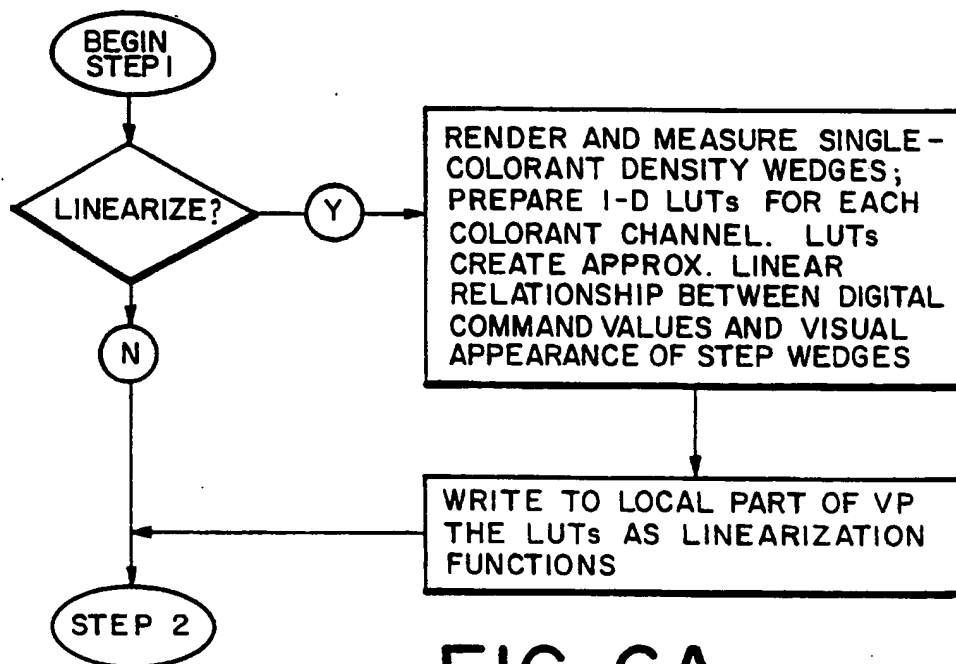 BEGIN
STEP 1
LINEARIZE?
Y
RENDER AND MEASURE SINGLE-
COLORANT DENSITY WEDGES;
PREPARE 1-D LUTs FOR EACH
COLORANT CHANNEL. LUTs
CREATE APPROX. LINEAR
RELATIONSHIP BETWEEN DIGITAL
COMMAND VALUES AND VISUAL
APPEARANCE OF STEP WEDGES
N
WRITE TO LOCAL PART OF VP
THE LUTs AS LINEARIZATION
FUNCTIONS
STEP 2
FIG. 6A